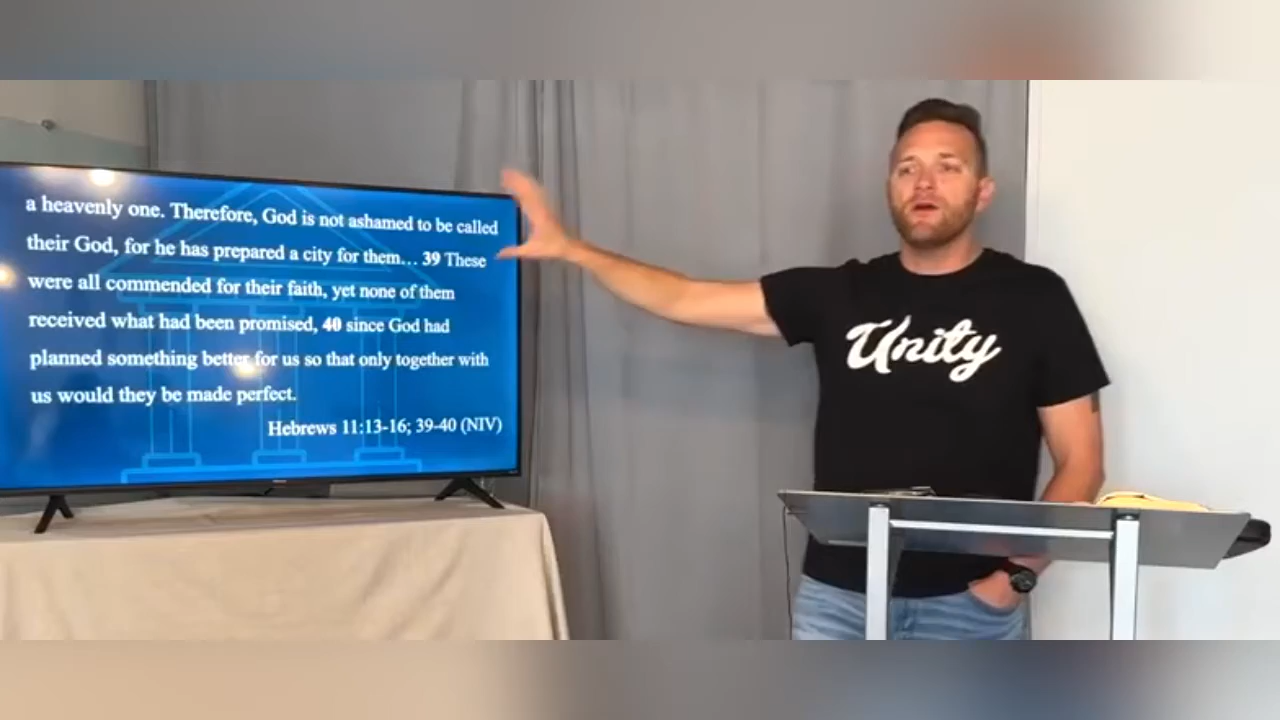 a heavenly one. Therefore, God is not ashamed to be called
their God, for he has prepared a city for them... 39 These
were all commended for their faith, yet none of them
received what had been promised, 40 since God had
planned something better for us so that only together with
us would they be made perfect.
Hebrews 11:13-16; 39-40 (NIV)
Unity